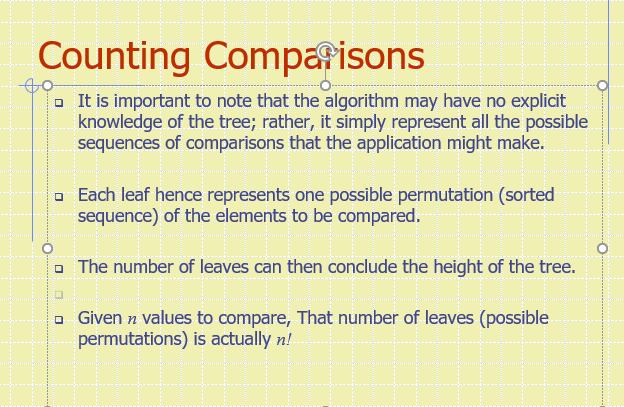 Counting Comparisons
It is important to note that the algorithm may have no explicit
knowledge of the tree; rather, it simply represent all the possible
sequences of comparisons that the application might make.
Each leaf hence represents one possible permutation (sorted
sequence) of the elements to be compared.
The number of leaves can then conclude the height of the tree.
Given n values to compare, That number of leaves (possible
permutations) is actually n!